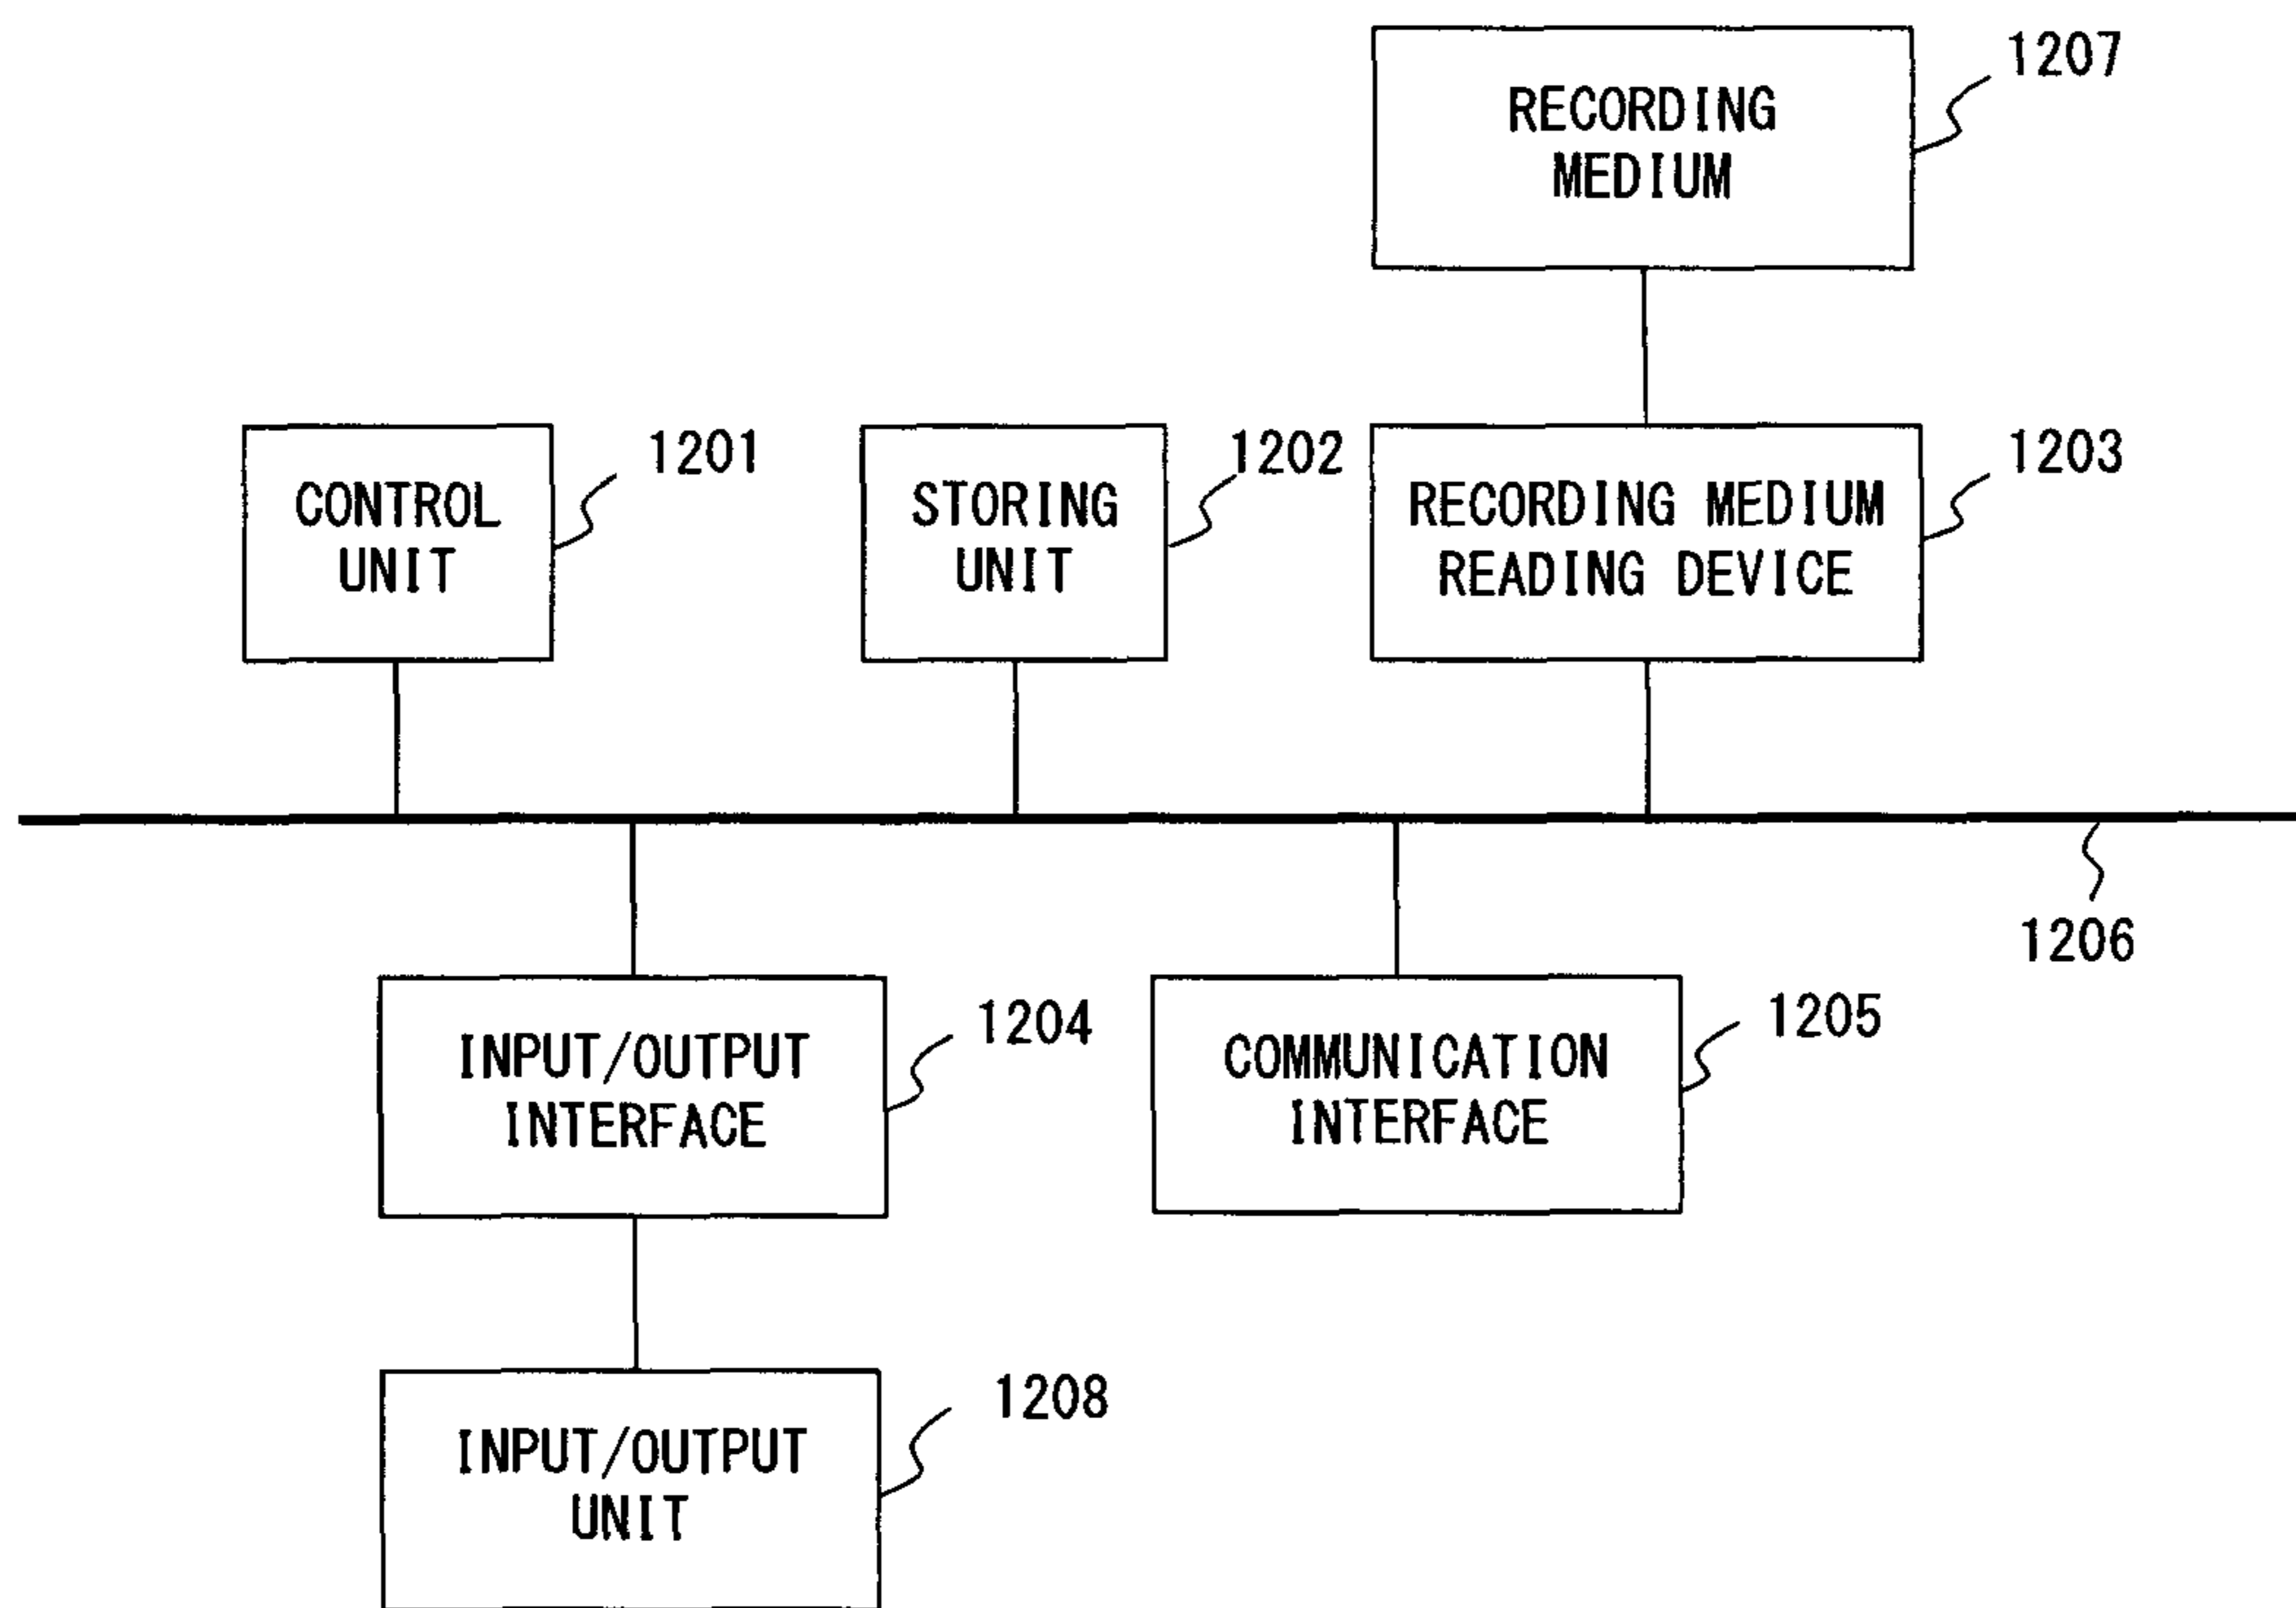 1207
RECORDING
MEDIUM
1201
1202
1203
CONTROL
UNIT
STORING
UNIT
RECORDING MEDIUM
READING DEVICE
1206
1204
1205
INPUT/OUTPUT
INTERFACE
COMMUNICATION
INTERFACE
1208
INPUT/OUTPUT
UNIT